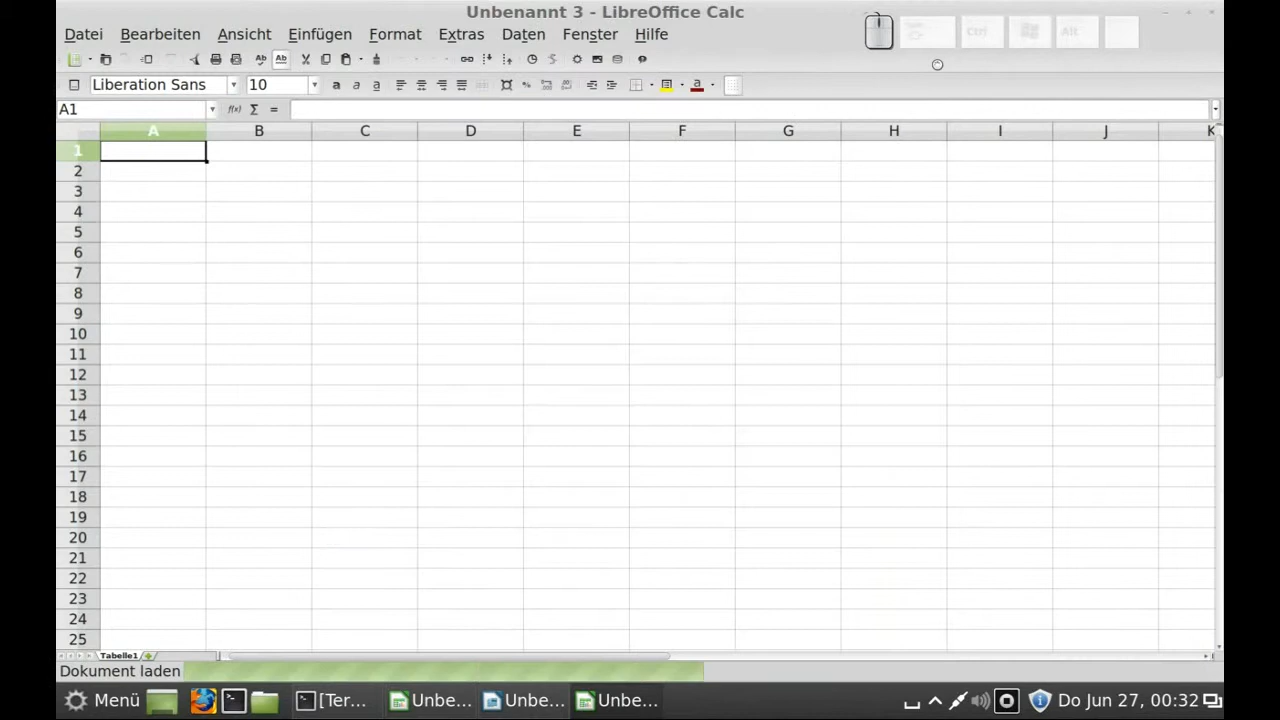 Unbenannt 3 - LibreOffice Calc
Datei Bearbeiten Ansicht Einfügen Format Extras Daten Fenster Hilfe
Ctrl Alt
Liberation Sans 10
A1 f(x) Σ =
A B C D E F G H I J K
1
2
3
4
5
6
7
8
9
10
11
12
13
14
15
16
17
18
19
20
21
22
23
24
25
Tabelle1
Dokument laden
Menü [Ter... Unbe... Unbe... Unbe... Do Jun 27, 00:32